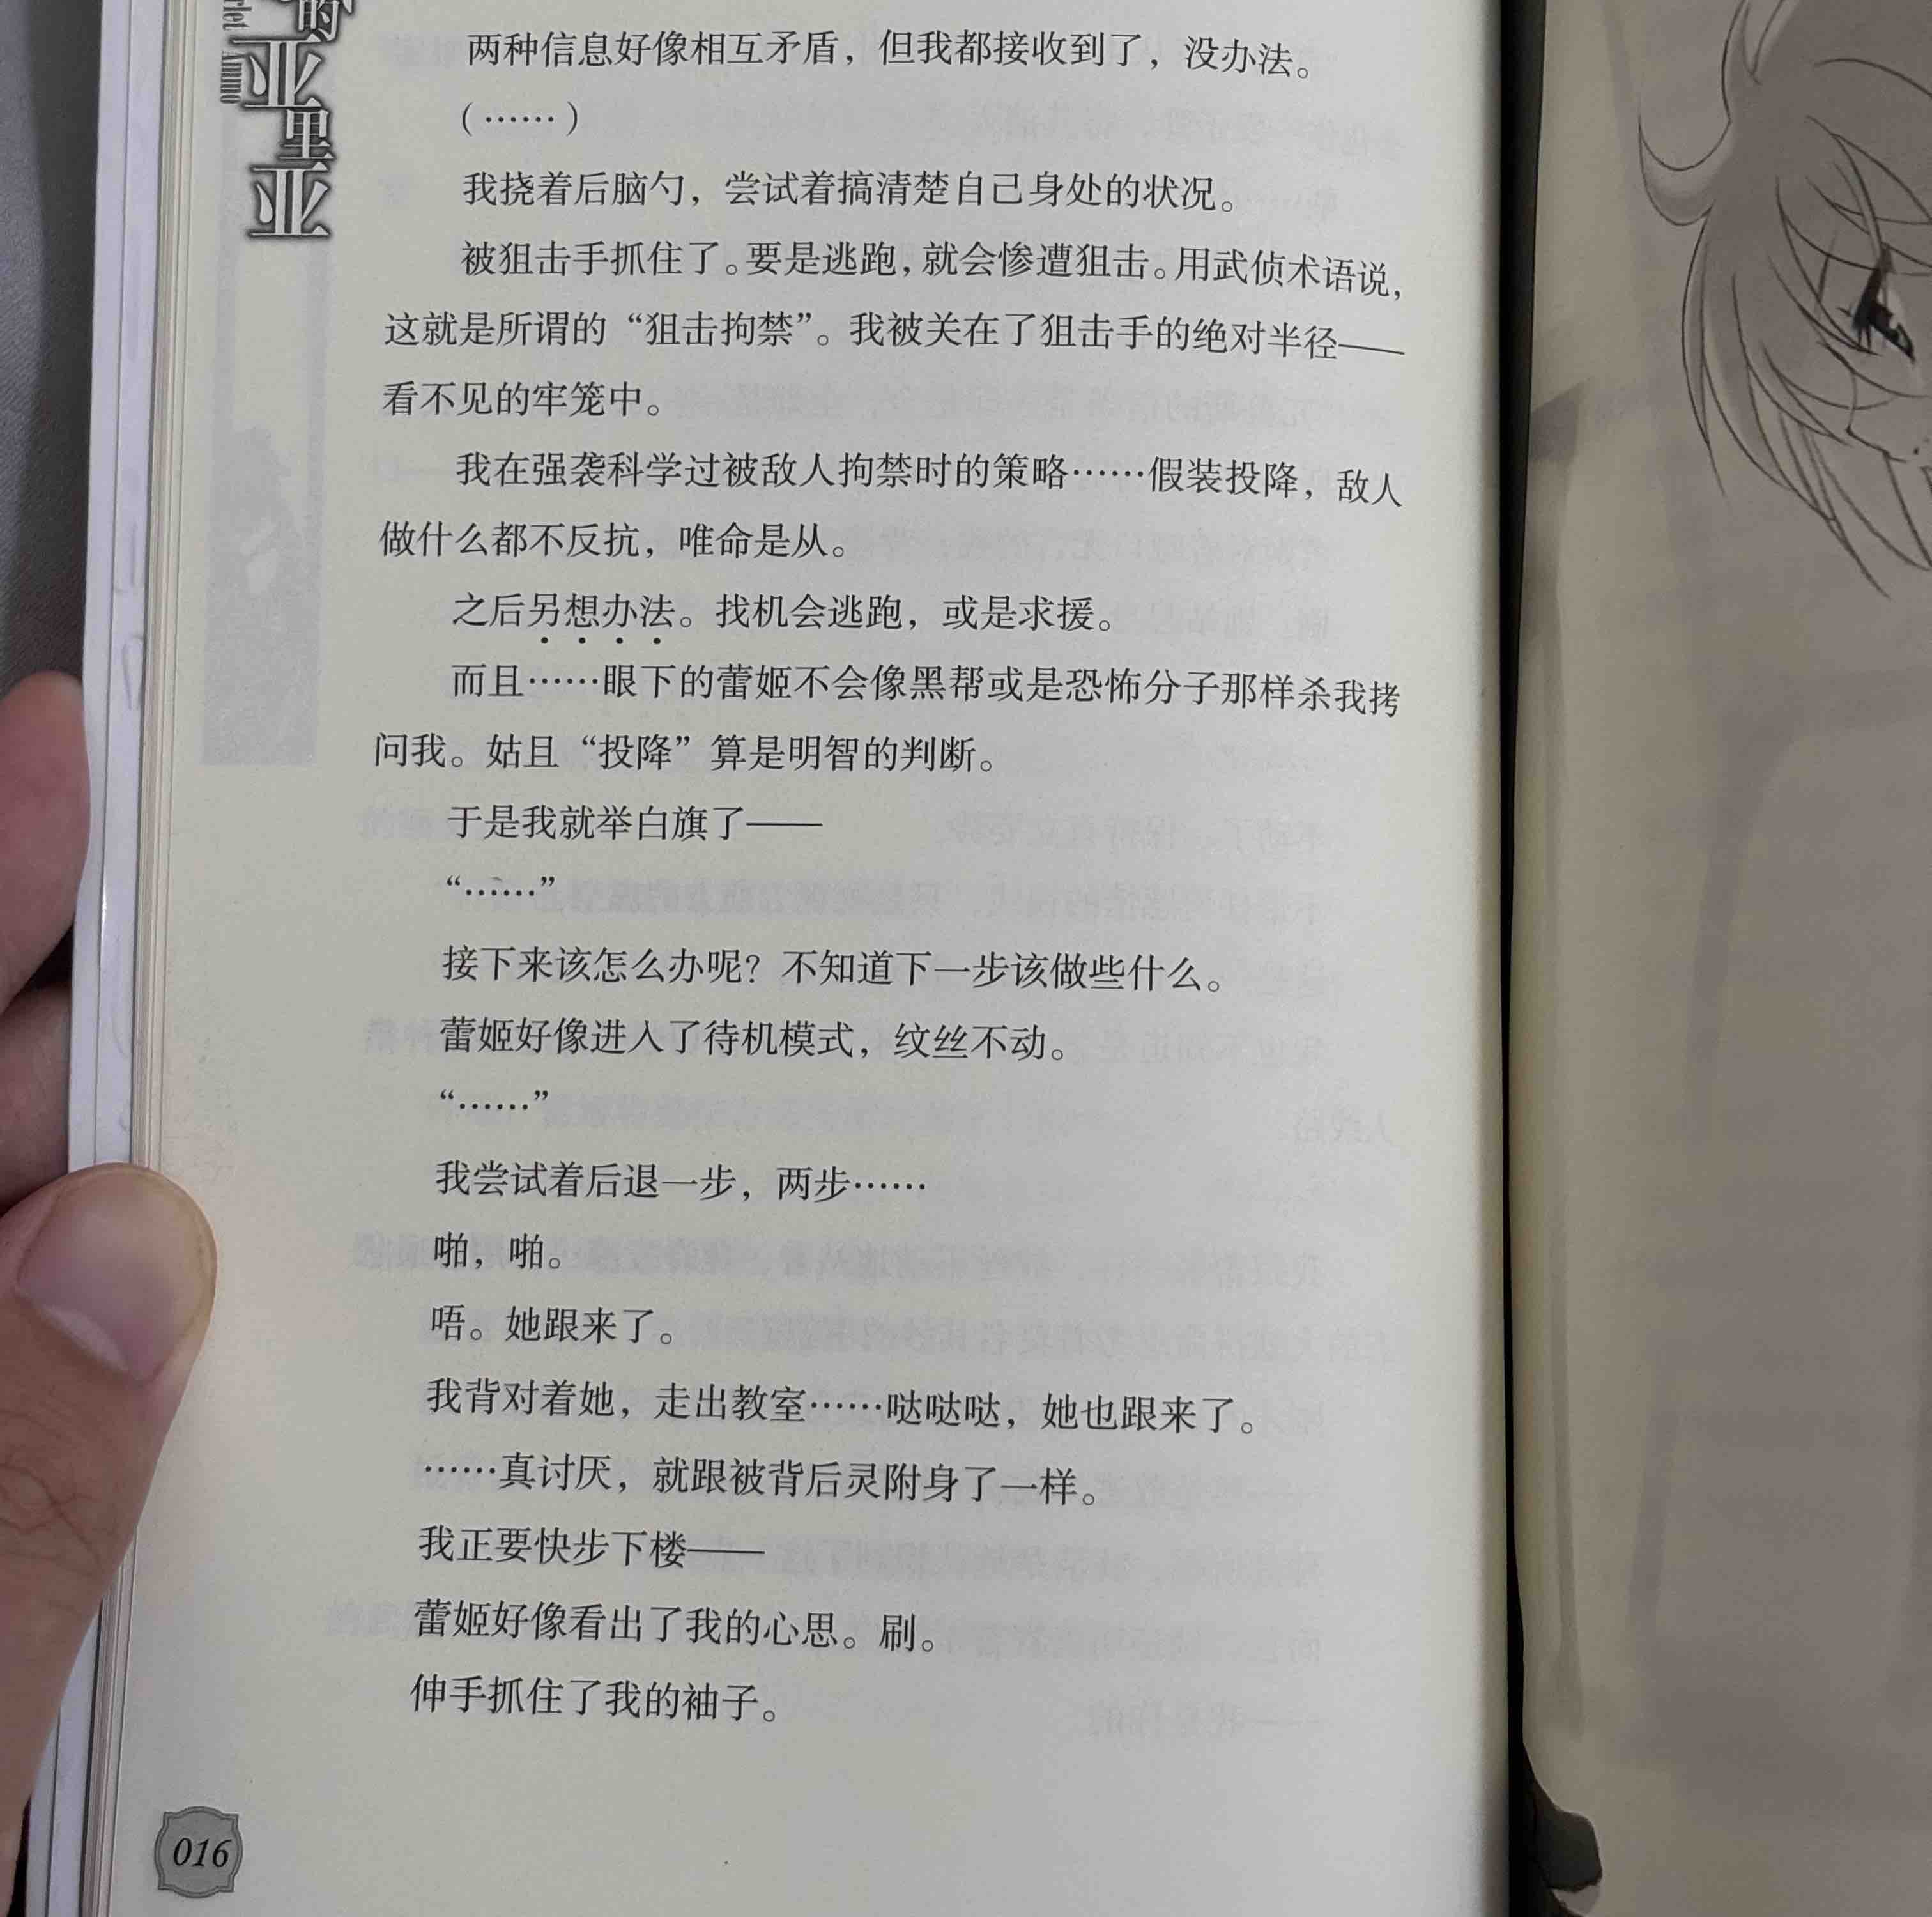 的亚里亚
两种信息好像相互矛盾，但我都接收到了，没办法。
（……）
我挠着后脑勺，尝试着搞清楚自己身处的状况。
被狙击手抓住了。要是逃跑，就会惨遭狙击。用武侦术语说，
这就是所谓的“狙击拘禁”。我被关在了狙击手的绝对半径——
看不见的牢笼中。
我在强袭科学过被敌人拘禁时的策略……假装投降，敌人
做什么都不反抗，唯命是从。
之后另想办法。找机会逃跑，或是求援。
而且……眼下的蕾姬不会像黑帮或是恐怖分子那样杀我拷
问我。姑且“投降”算是明智的判断。
于是我就举白旗了——
“……”
接下来该怎么办呢？不知道下一步该做些什么。
蕾姬好像进入了待机模式，纹丝不动。
“……”
我尝试着后退一步，两步……
啪，啪。
唔。她跟来了。
我背对着她，走出教室……哒哒哒，她也跟来了。
……真讨厌，就跟被背后灵附身了一样。
我正要快步下楼——
蕾姬好像看出了我的心思。刷。
伸手抓住了我的袖子。
016